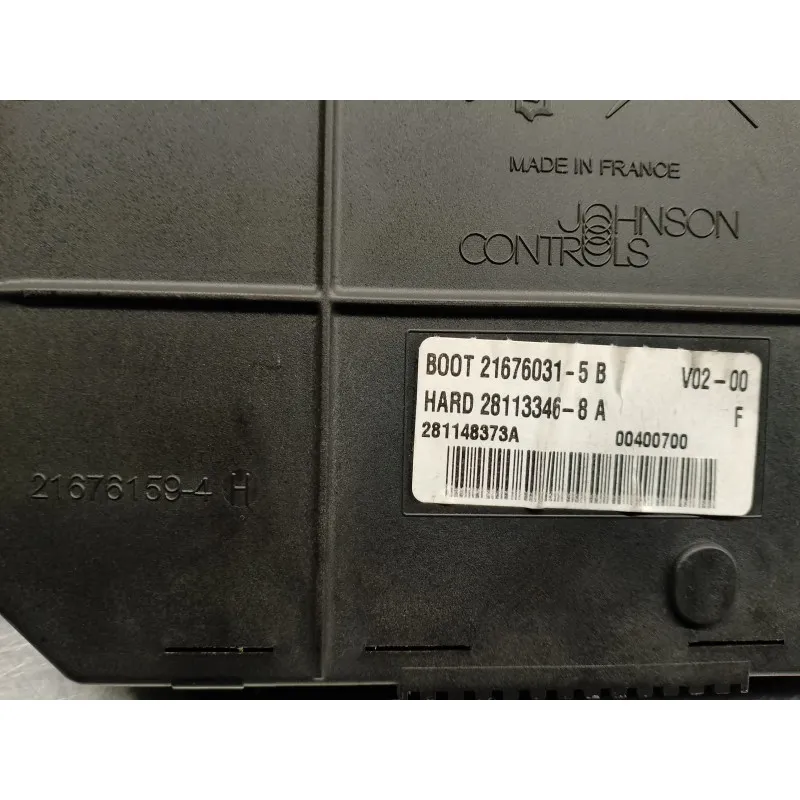 MADE IN FRANCE
JOHNSON
CONTROLS
BOOT 21676031-5 B V02-00
HARD 28113346-8 A F
281148373A 00400700
21676159-4 H